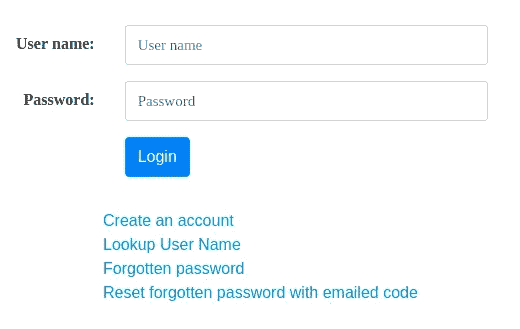 User name: User name
Password: Password
Login
Create an account
Lookup User Name
Forgotten password
Reset forgotten password with emailed code